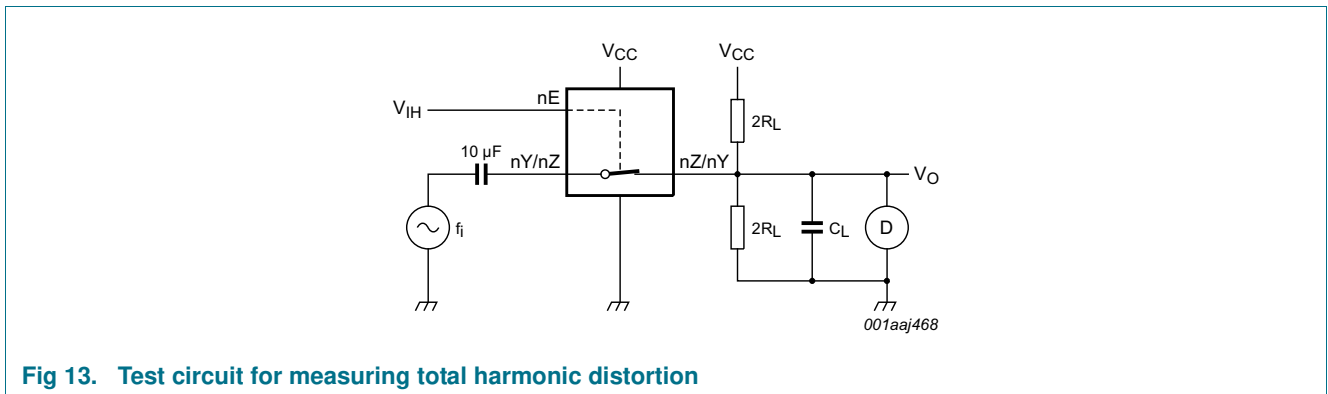 VCC
VCC
nE
VIH
2RL
10 µF
nY/nZ
nZ/nY
VO
fi
2RL
CL
D
001aaj468
Fig 13. Test circuit for measuring total harmonic distortion